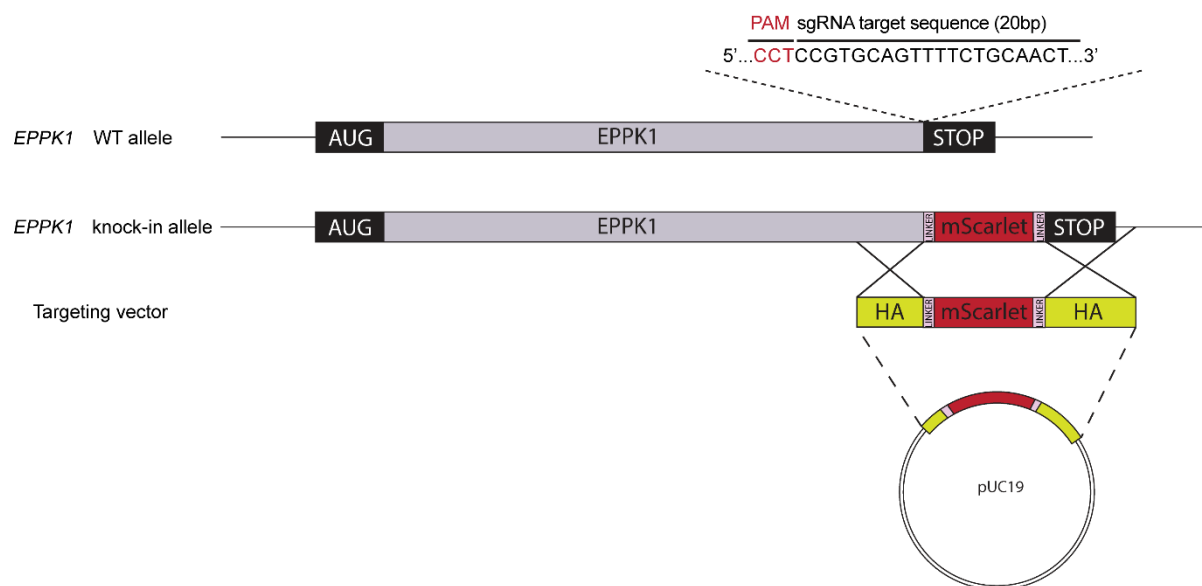 PAM sgRNA target sequence (20bp)
5’...CCTCCGTGCAGTTTTCTGCAACT...3’
EPPK1 WT allele
AUG
EPPK1
STOP
EPPK1 knock-in allele
AUG
EPPK1
LINKER
mScarlet
LINKER
STOP
Targeting vector
HA
LINKER
mScarlet
LINKER
HA
pUC19